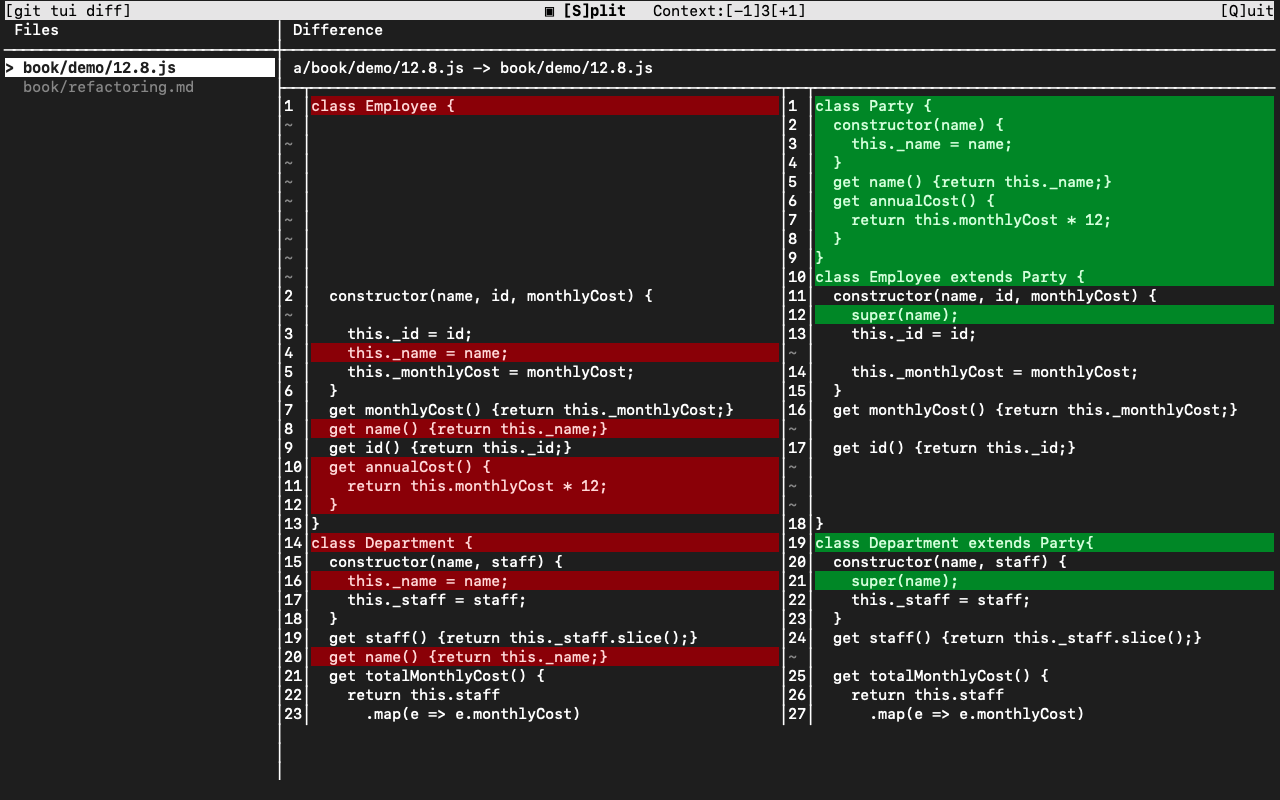 [git tui diff] ▣ [S]plit Context:[-1]3[+1] [Q]uit
Files
> book/demo/12.8.js
book/refactoring.md
Difference
a/book/demo/12.8.js -> book/demo/12.8.js
1 class Employee {
~
~
~
~
~
~
~
~
~
2   constructor(name, id, monthlyCost) {
~
3     this._id = id;
4     this._name = name;
5     this._monthlyCost = monthlyCost;
6   }
7   get monthlyCost() {return this._monthlyCost;}
8   get name() {return this._name;}
9   get id() {return this._id;}
10   get annualCost() {
11     return this.monthlyCost * 12;
12   }
13 }
14 class Department {
15   constructor(name, staff) {
16     this._name = name;
17     this._staff = staff;
18   }
19   get staff() {return this._staff.slice();}
20   get name() {return this._name;}
21   get totalMonthlyCost() {
22     return this.staff
23       .map(e => e.monthlyCost)
1 class Party {
2   constructor(name) {
3     this._name = name;
4   }
5   get name() {return this._name;}
6   get annualCost() {
7     return this.monthlyCost * 12;
8   }
9 }
10 class Employee extends Party {
11   constructor(name, id, monthlyCost) {
12     super(name);
13     this._id = id;
~
14     this._monthlyCost = monthlyCost;
15   }
16   get monthlyCost() {return this._monthlyCost;}
~
17   get id() {return this._id;}
~
~
~
18 }
19 class Department extends Party{
20   constructor(name, staff) {
21     super(name);
22     this._staff = staff;
23   }
24   get staff() {return this._staff.slice();}
~
25   get totalMonthlyCost() {
26     return this.staff
27       .map(e => e.monthlyCost)